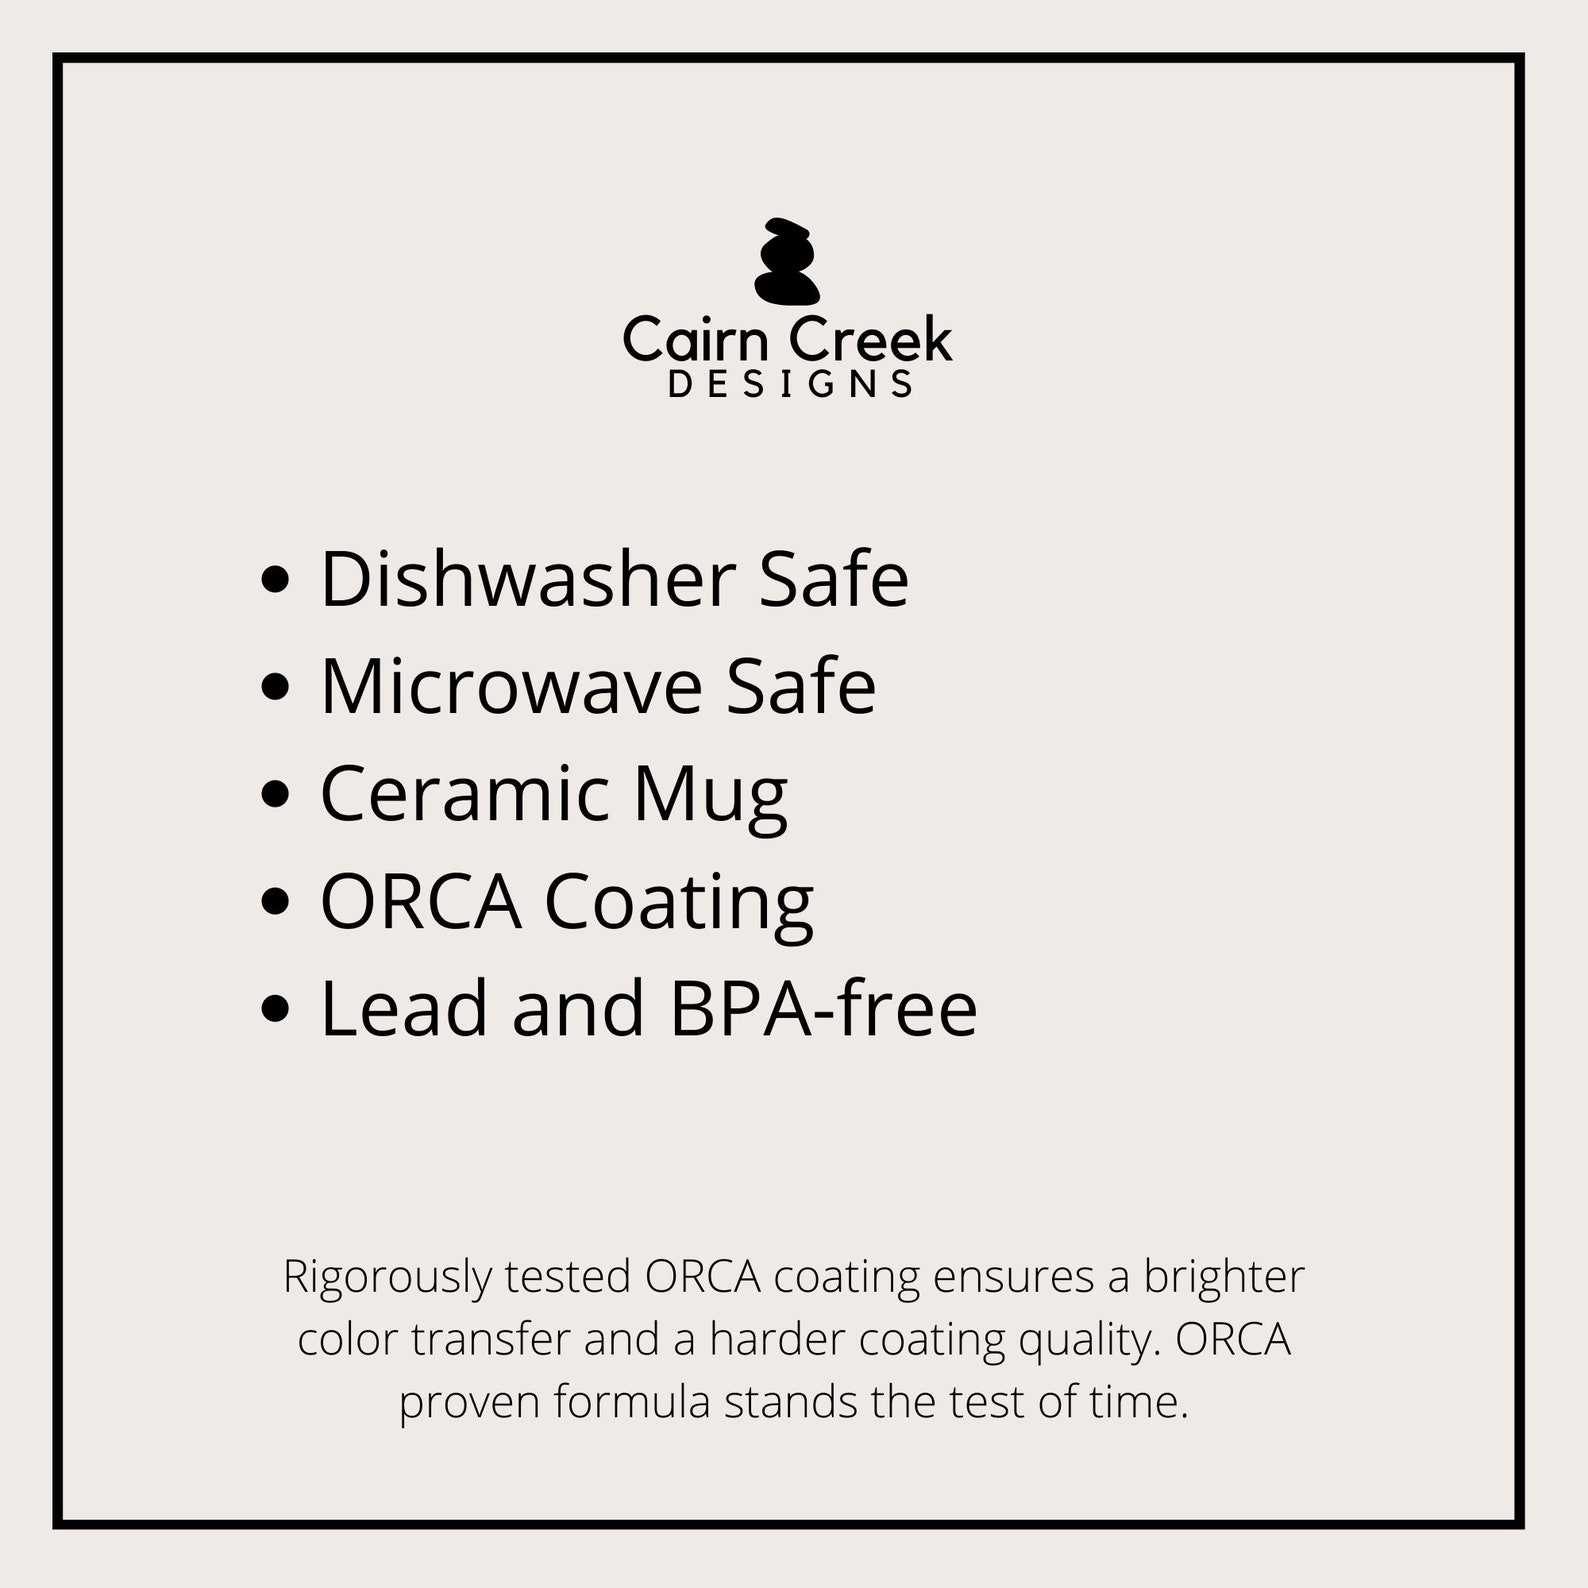 Cairn Creek
DESIGNS
• Dishwasher Safe
• Microwave Safe
• Ceramic Mug
• ORCA Coating
• Lead and BPA-free
Rigorously tested ORCA coating ensures a brighter
color transfer and a harder coating quality. ORCA
proven formula stands the test of time.